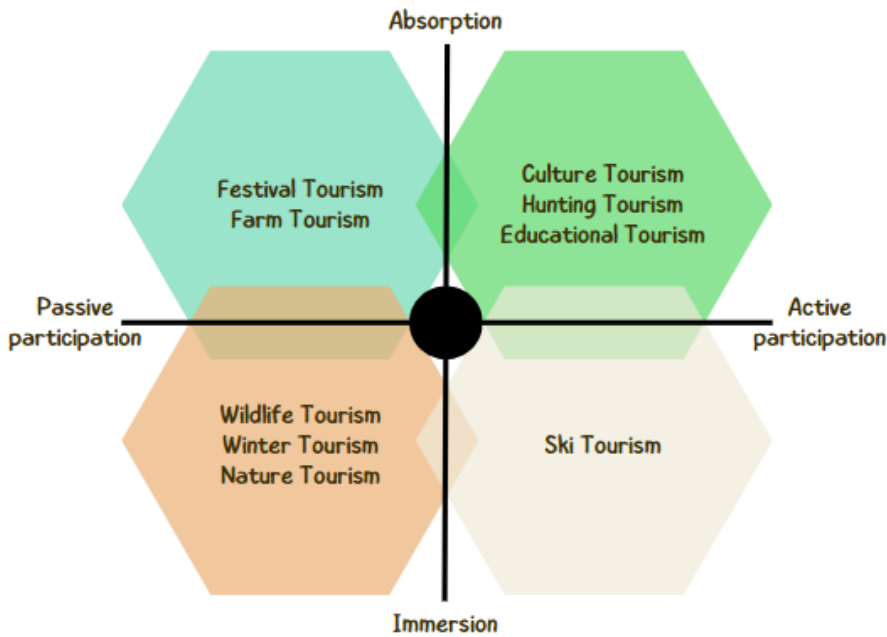 Absorption
Festival Tourism
Farm Tourism
Culture Tourism
Hunting Tourism
Educational Tourism
Passive
participation
Active
participation
Wildlife Tourism
Winter Tourism
Nature Tourism
Ski Tourism
Immersion